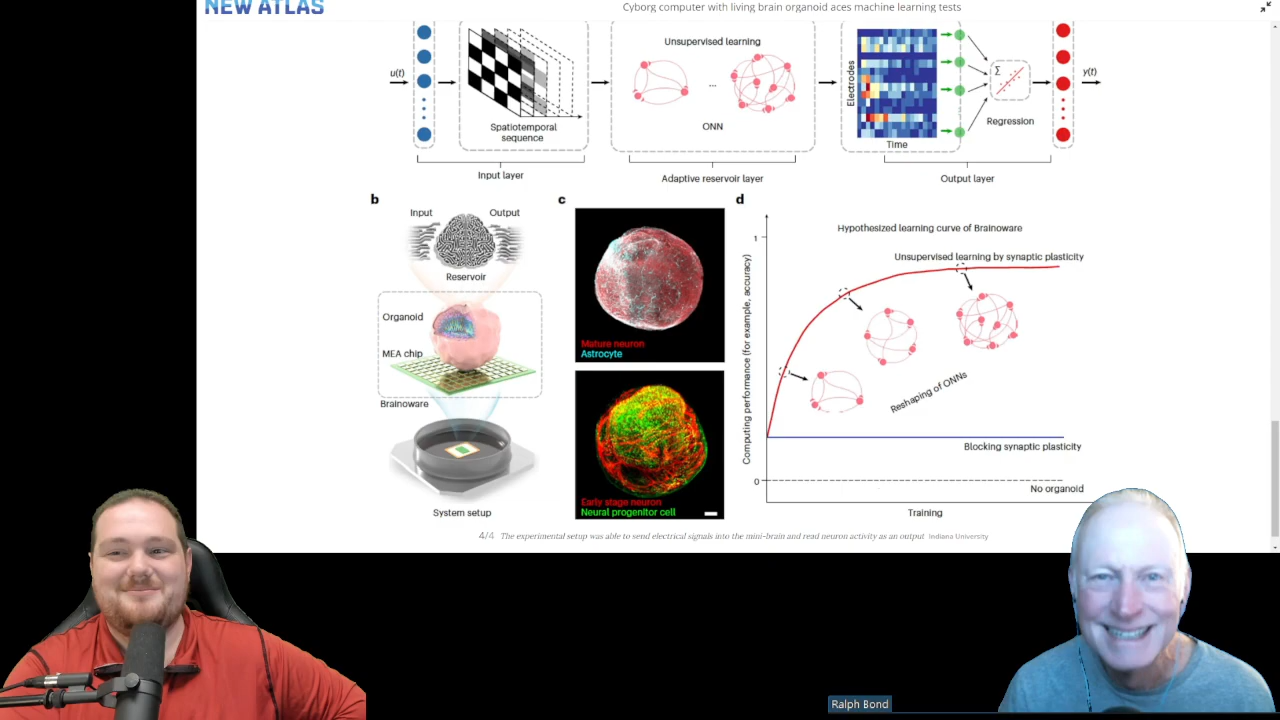 NEW ATLAS
Cyborg computer with living brain organoid aces machine learning tests
u(t)
Spatiotemporal
sequence
Input layer
Unsupervised learning
...
ONN
Adaptive reservoir layer
Electrodes
Time
Σ
Regression
y(t)
Output layer
b
Input
Output
Reservoir
Organoid
MEA chip
Brainoware
System setup
c
Mature neuron
Astrocyte
Early stage neuron
Neural progenitor cell
d
Computing performance (for example, accuracy)
1
0
Hypothesized learning curve of Brainoware
Unsupervised learning by synaptic plasticity
Reshaping of ONNs
Blocking synaptic plasticity
No organoid
Training
4/4 The experimental setup was able to send electrical signals into the mini-brain and read neuron activity as an output Indiana University
Ralph Bond